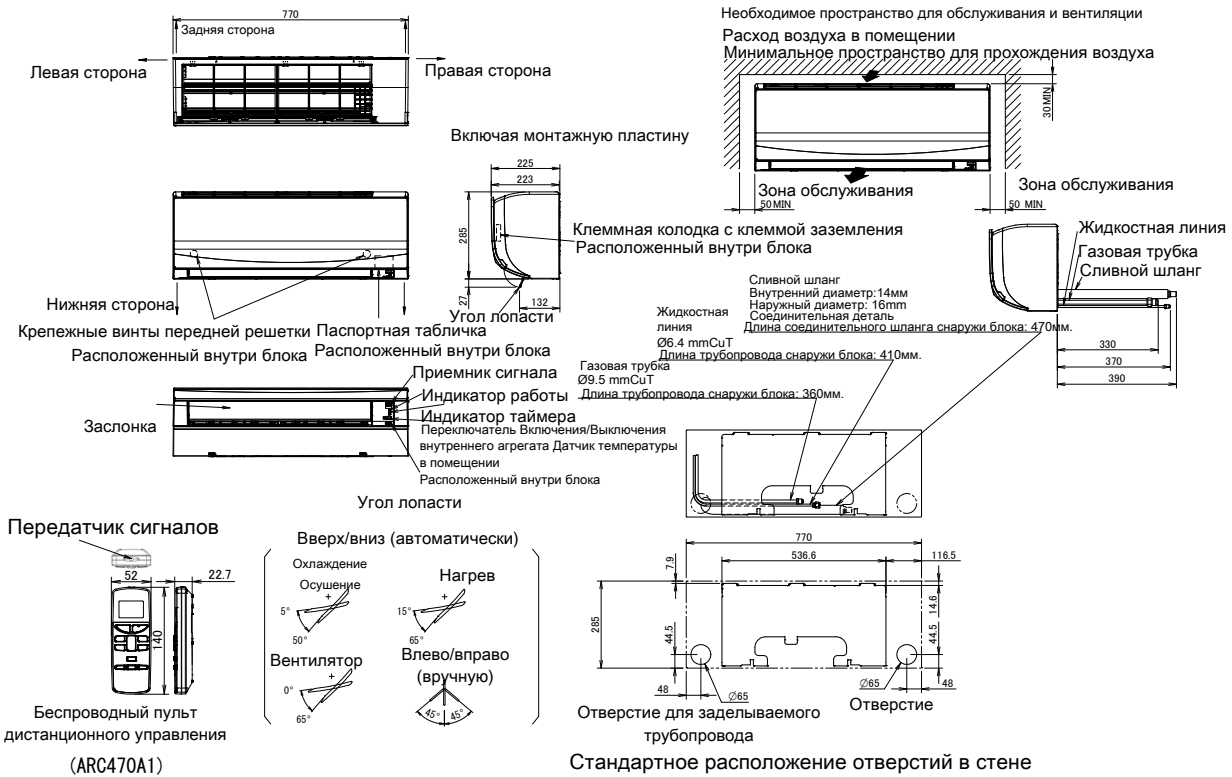 770
Задняя сторона
Левая сторона
Правая сторона
Необходимое пространство для обслуживания и вентиляции
Расход воздуха в помещении
Минимальное пространство для прохождения воздуха
30MIN
Зона обслуживания
Зона обслуживания
50MIN
50 MIN
Включая монтажную пластину
225
223
285
27
132
Клеммная колодка с клеммой заземления
Расположенный внутри блока
Угол лопасти
Нижняя сторона
Крепежные винты передней решетки
Расположенный внутри блока
Паспортная табличка
Расположенный внутри блока
Жидкостная линия
Газовая трубка
Сливной шланг
330
370
390
Сливной шланг
Внутренний диаметр:14мм
Наружный диаметр: 16mm
Соединительная деталь
Длина соединительного шланга снаружи блока: 470мм.
Жидкостная
линия
Ø6.4 mmCuT
Длина трубопровода снаружи блока: 410мм.
Газовая трубка
Ø9.5 mmCuT
Длина трубопровода снаружи блока: 360мм.
Приемник сигнала
Индикатор работы
Индикатор таймера
Переключатель Включения/Выключения
внутреннего агрегата Датчик температуры
в помещении
Расположенный внутри блока
Заслонка
Угол лопасти
Передатчик сигналов
52
22.7
140
Беспроводный пульт
дистанционного управления
(ARC470A1)
Вверх/вниз (автоматически)
Охлаждение
Осушение
+
5°
50°
Нагрев
+
15°
65°
Вентилятор
+
0°
65°
Влево/вправо
(вручную)
45° 45°
770
536.6
116.5
7.9
285
44.5
14.6
44.5
48
Ø65
Ø65
48
Отверстие для заделываемого
трубопровода
Отверстие
Стандартное расположение отверстий в стене